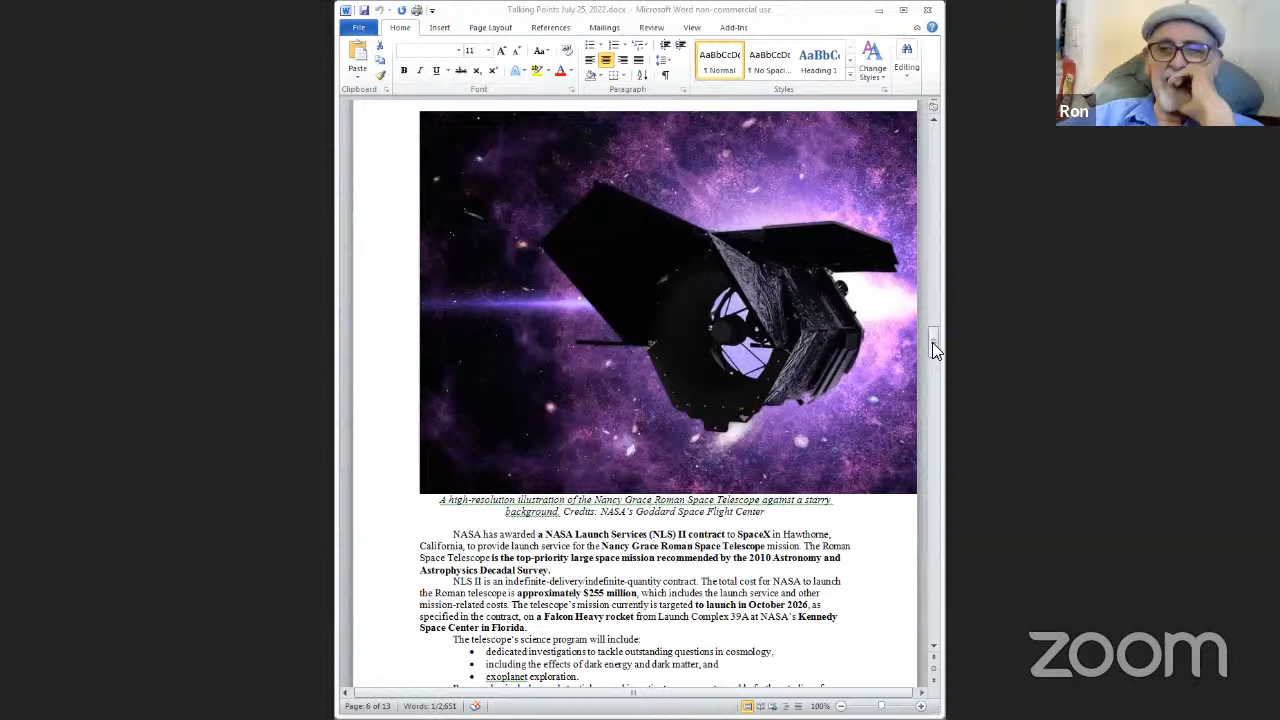 Talking Points July 25, 2022.docx - Microsoft Word non-commercial use
File Home Insert Page Layout References Mailings Review View Add-Ins
Paste
11
Aa
B I U abc X₂ X² A ab A
AaBbCcDc AaBbCcDc AaBbC
¶ Normal ¶ No Spaci... Heading 1
Change Styles
Editing
Clipboard Font Paragraph Styles
Ron
A high-resolution illustration of the Nancy Grace Roman Space Telescope against a starry
background. Credits: NASA's Goddard Space Flight Center
NASA has awarded a NASA Launch Services (NLS) II contract to SpaceX in Hawthorne,
California, to provide launch service for the Nancy Grace Roman Space Telescope mission. The Roman
Space Telescope is the top-priority large space mission recommended by the 2010 Astronomy and
Astrophysics Decadal Survey.
NLS II is an indefinite-delivery/indefinite-quantity contract. The total cost for NASA to launch
the Roman telescope is approximately $255 million, which includes the launch service and other
mission-related costs. The telescope's mission currently is targeted to launch in October 2026, as
specified in the contract, on a Falcon Heavy rocket from Launch Complex 39A at NASA's Kennedy
Space Center in Florida.
The telescope's science program will include:
• dedicated investigations to tackle outstanding questions in cosmology,
• including the effects of dark energy and dark matter, and
• exoplanet exploration.
Page: 6 of 13 Words: 1/2,651 100%
zoom